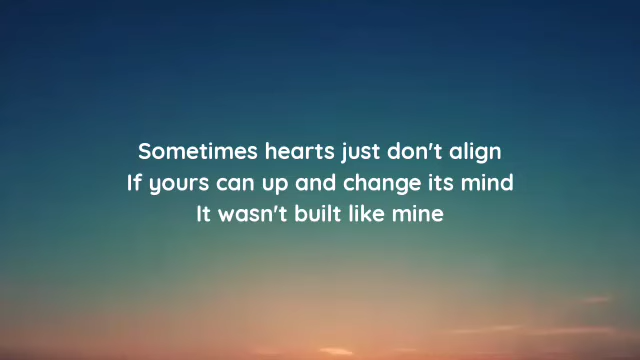 Sometimes hearts just don't align
If yours can up and change its mind
It wasn't built like mine